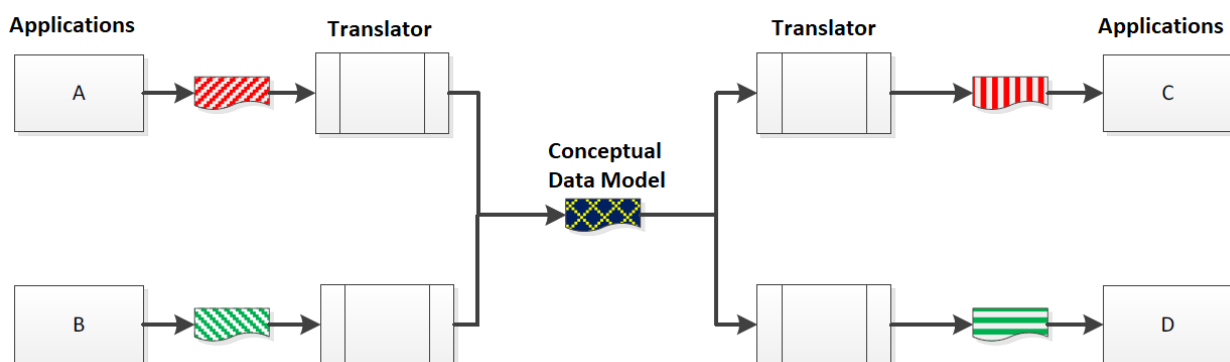 Applications
Translator
Translator
Applications
A
C
Conceptual
Data Model
B
D